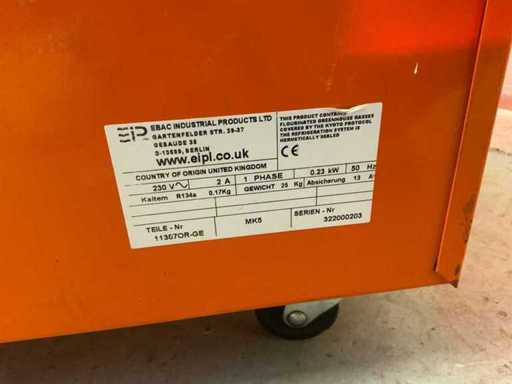 EIP EBAC INDUSTRIAL PRODUCTS LTD
GARTENFELDER STR. 29-37
GEBAUDE 35
D-13599, BERLIN
www.eipl.co.uk
COUNTRY OF ORIGIN UNITED KINGDOM
THIS PRODUCT CONTAINS
FLOURINATED GREENHOUSE GASSES
COVERED BY THE KYOTO PROTOCOL
THE REFRIGERATION SYSTEM IS
HERMETICALLY SEALED
CE
230 V~ 2 A 1 PHASE 0.23 kW 50 Hz
Kaltem R134a 0.17Kg GEWICHT 25 Kg Absicherung 13 A
TEILE - Nr MK5 SERIEN - Nr
11307OR-GE 322000203